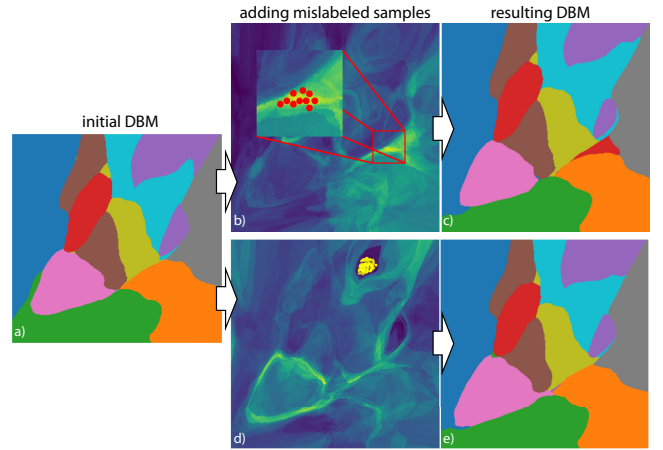 adding mislabeled samples
resulting DBM
initial DBM
b)
c)
a)
d)
e)